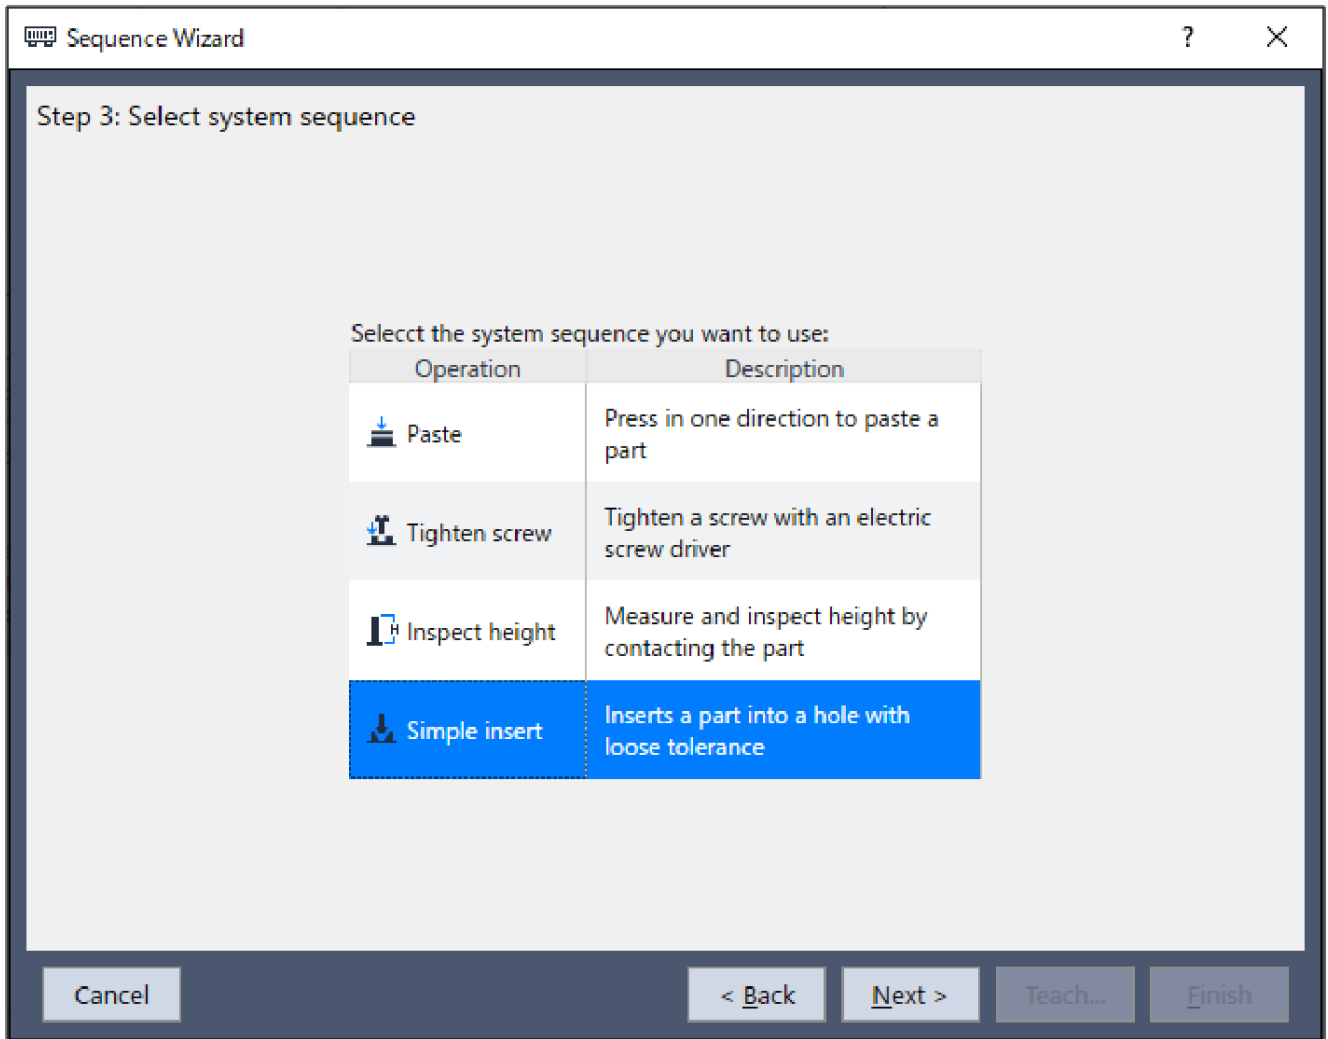 Sequence Wizard ?
Step 3: Select system sequence
Selecct the system sequence you want to use:
Operation Description
Paste
Press in one direction to paste a
part
Tighten screw
Tighten a screw with an electric
screw driver
H Inspect height
Measure and inspect height by
contacting the part
Simple insert
Inserts a part into a hole with
loose tolerance
Cancel < Back Next > Teach... Finish